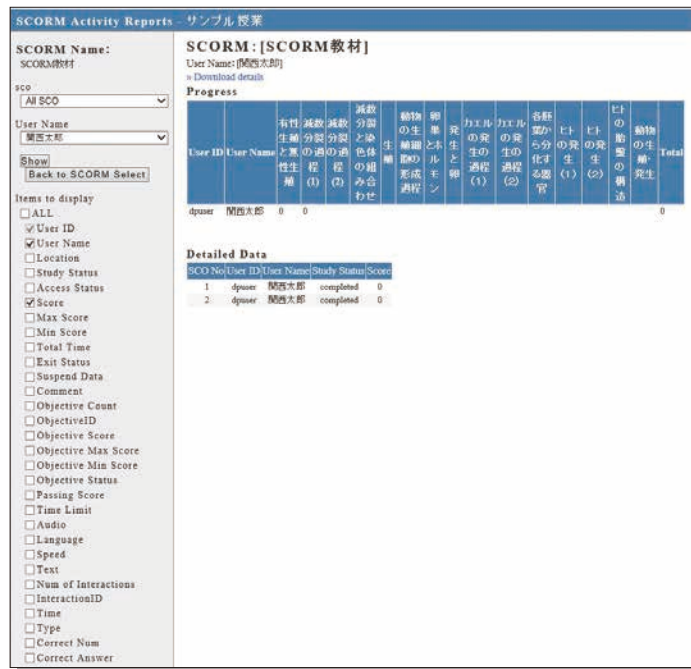 SCORM Activity Reports - サンプル授業
SCORM Name:
SCORM教材
sco
All SCO
User Name
関西太郎
Show
Back to SCORM Select
Items to display
ALL
User ID
User Name
Location
Study Status
Access Status
Score
Max Score
Min Score
Total Time
Exit Status
Suspend Data
Comment
Objective Count
ObjectiveID
Objective Score
Objective Max Score
Objective Min Score
Objective Status
Passing Score
Time Limit
Audio
Language
Speed
Text
Num of Interactions
InteractionID
Time
Type
Correct Num
Correct Answer
SCORM:[SCORM教材]
User Name:[関西太郎]
» Download details
Progress
User ID User Name 有性生殖と無性生殖 減数分裂の過程(1) 減数分裂の過程(2) 減数分裂と染色体の組み合わせ 生殖 動物の生殖細胞の形成過程 卵巣とホルモン 発生と卵 カエルの発生の過程(1) カエルの発生の過程(2) 各胚葉から分化する器官 ヒトの発生(1) ヒトの発生(2) ヒトの胎盤の構造 動物の生殖・発生 Total
dpuser 関西太郎 0 0 0
Detailed Data
SCO No User ID User Name Study Status Score
1 dpuser 関西太郎 completed 0
2 dpuser 関西太郎 completed 0